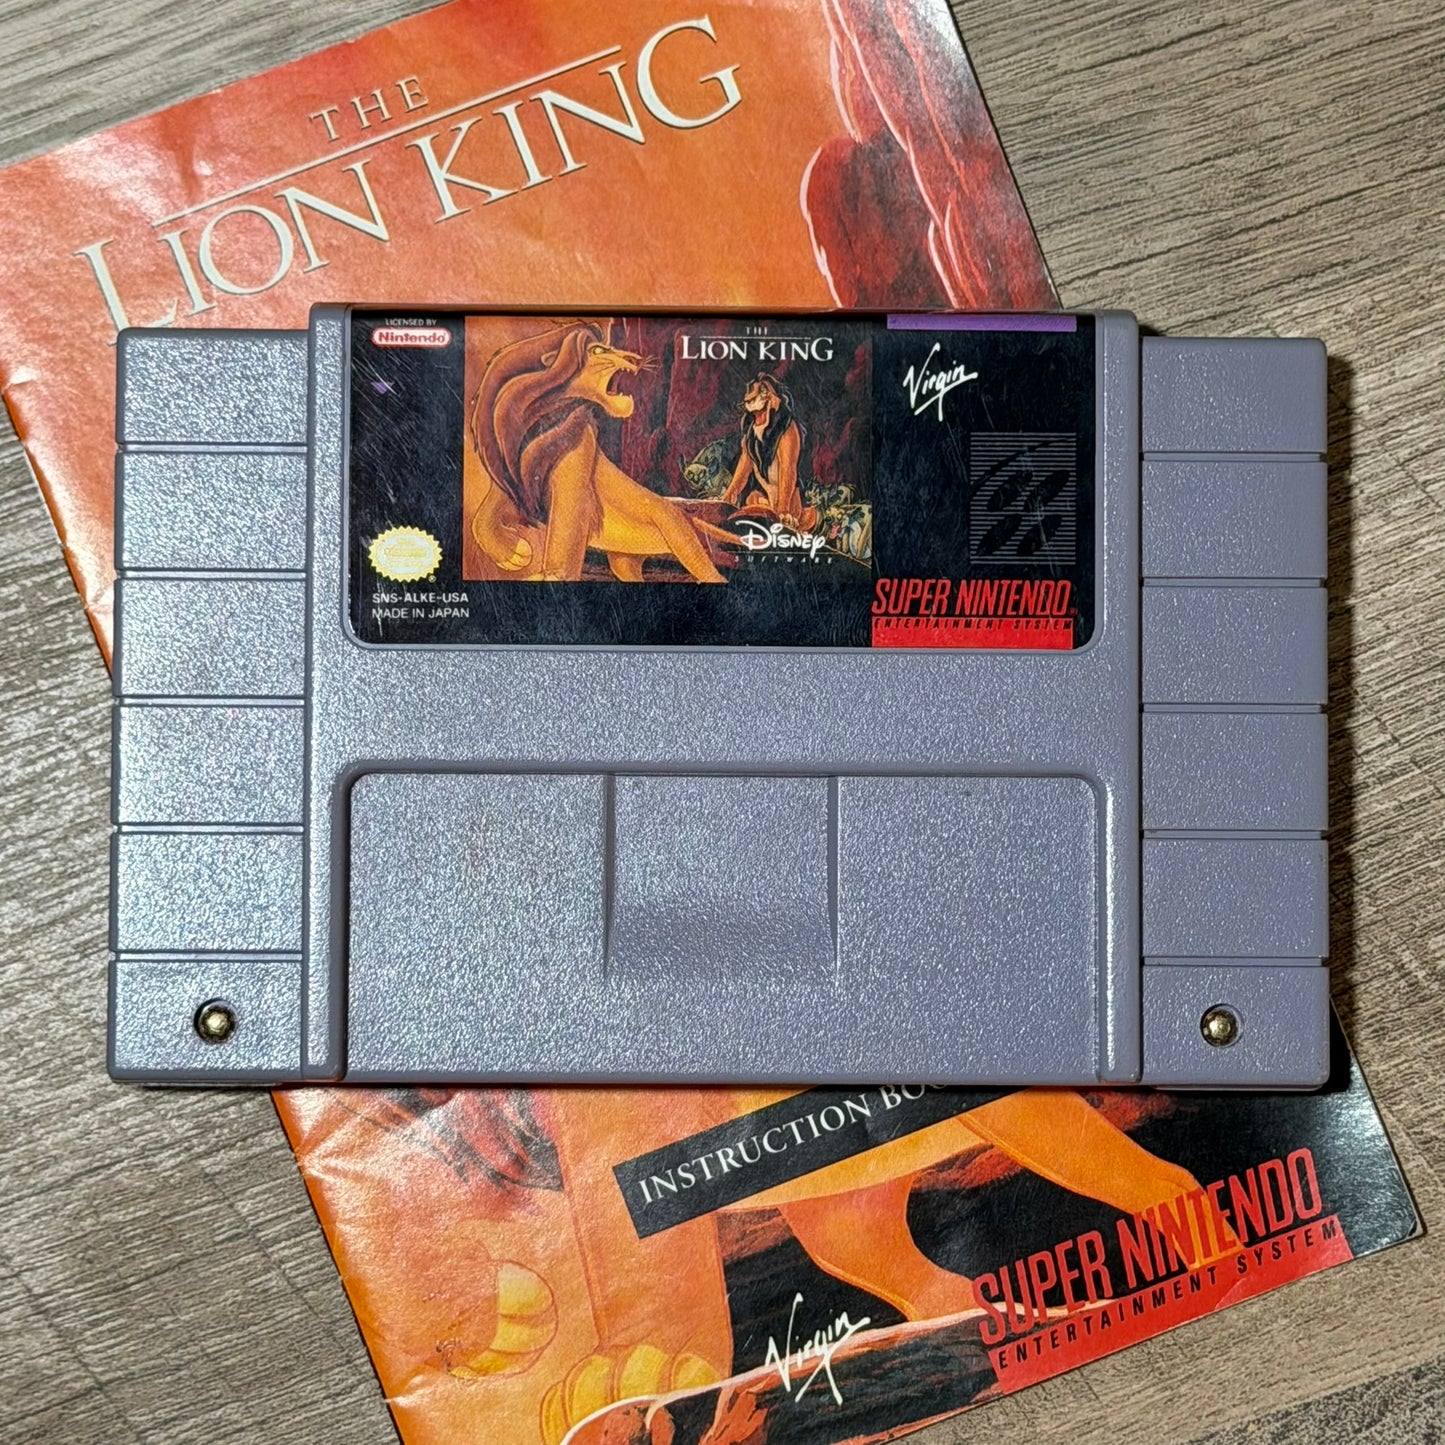 THE
LION KING
LICENSED BY
Nintendo
THE
LION KING
Virgin
Disney
SOFTWARE
SNS-ALKE-USA
MADE IN JAPAN
SUPER NINTENDO
ENTERTAINMENT SYSTEM
INSTRUCTION
SUPER NINTENDO
ENTERTAINMENT SYSTEM
Virgin